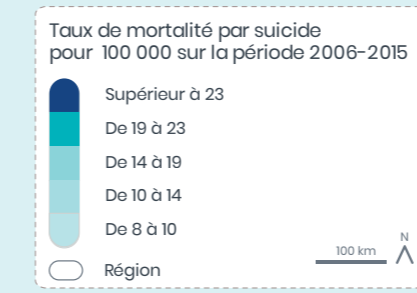 Taux de mortalité par suicide
pour 100 000 sur la période 2006-2015
Supérieur à 23
De 19 à 23
De 14 à 19
De 10 à 14
De 8 à 10
Région
100 km
N